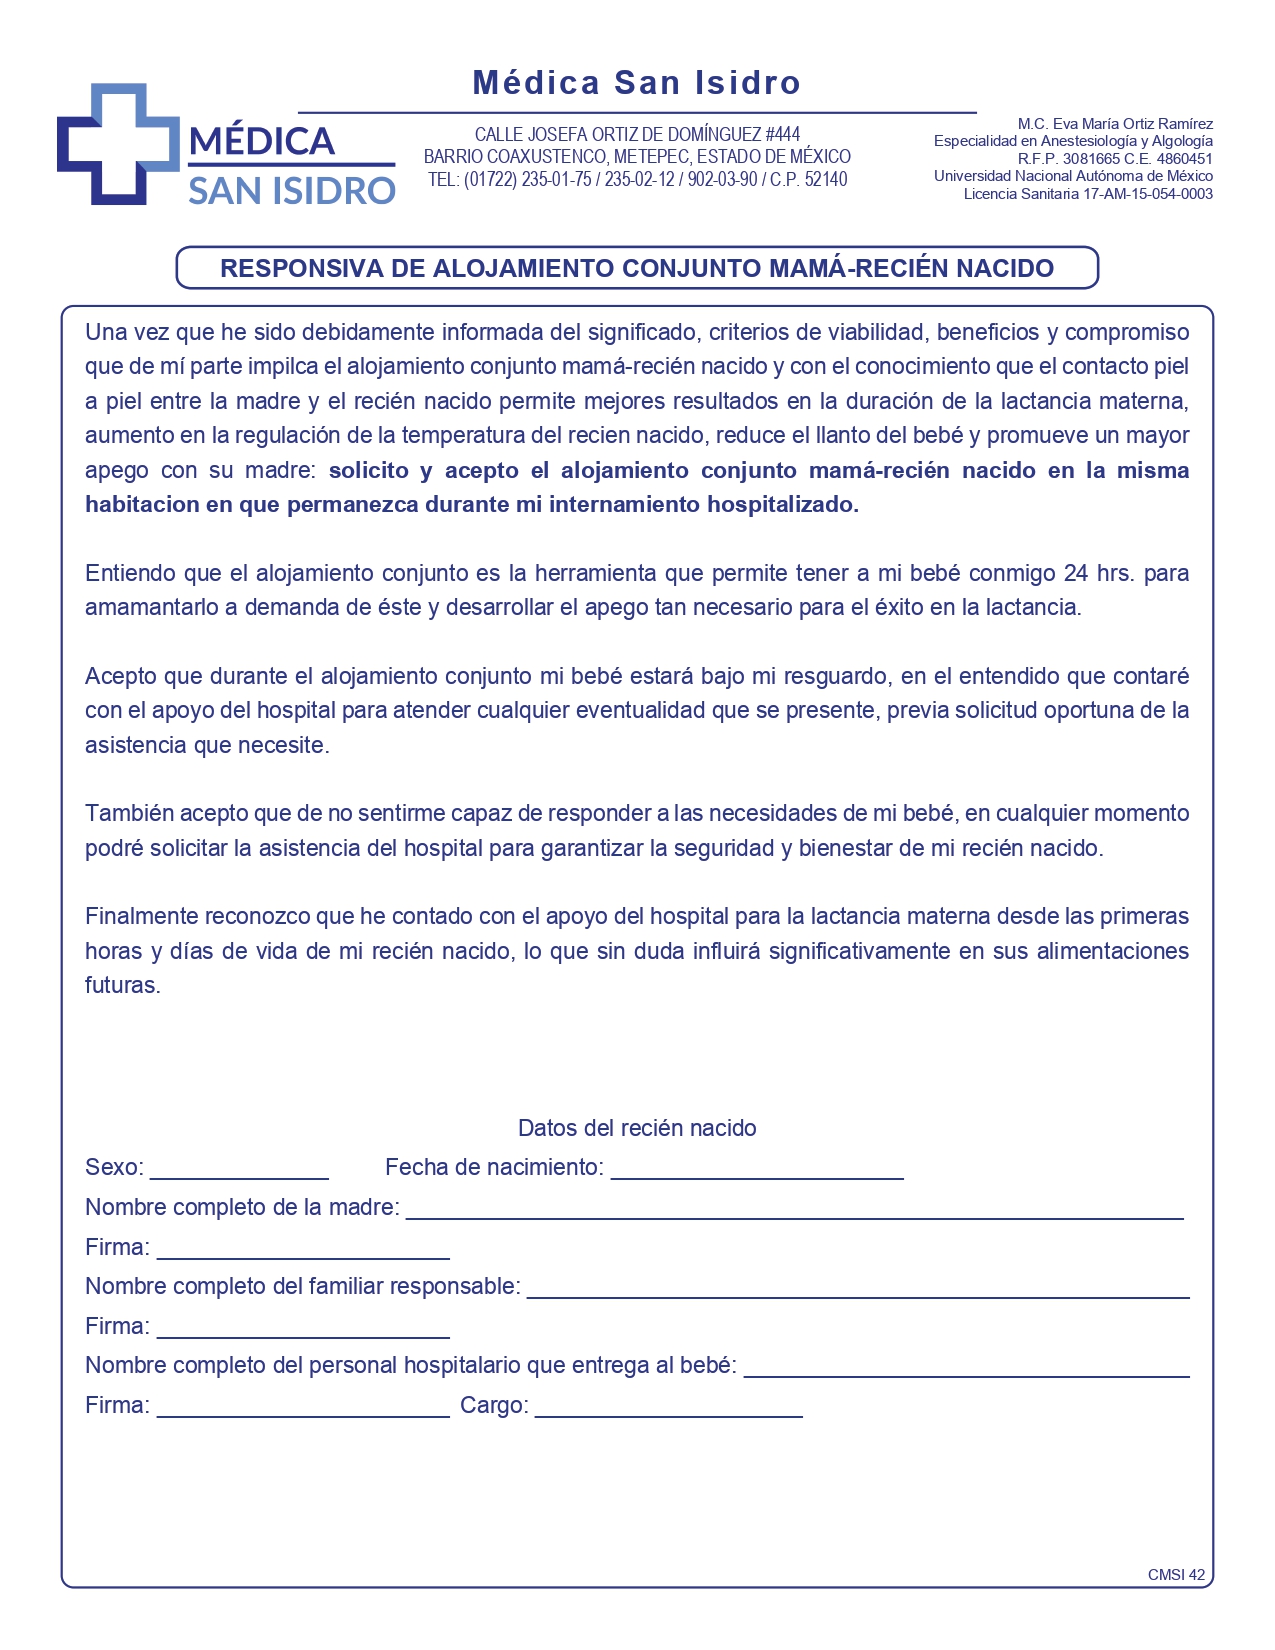 Médica San Isidro
MÉDICA
SAN ISIDRO
CALLE JOSEFA ORTIZ DE DOMÍNGUEZ #444
BARRIO COAXUSTENCO, METEPEC, ESTADO DE MÉXICO
TEL: (01722) 235-01-75 / 235-02-12 / 902-03-90 / C.P. 52140
M.C. Eva María Ortiz Ramírez
Especialidad en Anestesiología y Algología
R.F.P. 3081665 C.E. 4860451
Universidad Nacional Autónoma de México
Licencia Sanitaria 17-AM-15-054-0003
RESPONSIVA DE ALOJAMIENTO CONJUNTO MAMÁ-RECIÉN NACIDO
Una vez que he sido debidamente informada del significado, criterios de viabilidad, beneficios y compromiso
que de mí parte impilca el alojamiento conjunto mamá-recién nacido y con el conocimiento que el contacto piel
a piel entre la madre y el recién nacido permite mejores resultados en la duración de la lactancia materna,
aumento en la regulación de la temperatura del recien nacido, reduce el llanto del bebé y promueve un mayor
apego con su madre: solicito y acepto el alojamiento conjunto mamá-recién nacido en la misma
habitacion en que permanezca durante mi internamiento hospitalizado.
Entiendo que el alojamiento conjunto es la herramienta que permite tener a mi bebé conmigo 24 hrs. para
amamantarlo a demanda de éste y desarrollar el apego tan necesario para el éxito en la lactancia.
Acepto que durante el alojamiento conjunto mi bebé estará bajo mi resguardo, en el entendido que contaré
con el apoyo del hospital para atender cualquier eventualidad que se presente, previa solicitud oportuna de la
asistencia que necesite.
También acepto que de no sentirme capaz de responder a las necesidades de mi bebé, en cualquier momento
podré solicitar la asistencia del hospital para garantizar la seguridad y bienestar de mi recién nacido.
Finalmente reconozco que he contado con el apoyo del hospital para la lactancia materna desde las primeras
horas y días de vida de mi recién nacido, lo que sin duda influirá significativamente en sus alimentaciones
futuras.
Datos del recién nacido
Sexo: ______________ Fecha de nacimiento: _______________________
Nombre completo de la madre: ______________________________________________________________
Firma: _______________________
Nombre completo del familiar responsable: _____________________________________________________
Firma: _______________________
Nombre completo del personal hospitalario que entrega al bebé: ___________________________________
Firma: _______________________ Cargo: _____________________
CMSI 42